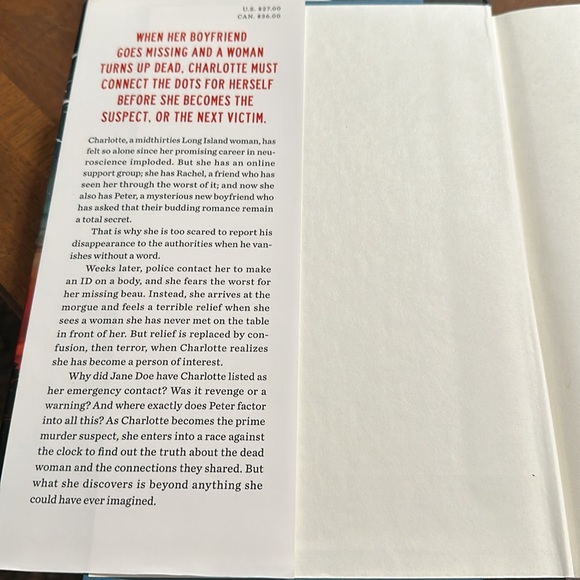 U.S. $27.00
CAN. $36.00
WHEN HER BOYFRIEND
GOES MISSING AND A WOMAN
TURNS UP DEAD, CHARLOTTE MUST
CONNECT THE DOTS FOR HERSELF
BEFORE SHE BECOMES THE
SUSPECT, OR THE NEXT VICTIM.
Charlotte, a midthirties Long Island woman, has
felt so alone since her promising career in neu-
roscience imploded. But she has an online
support group; she has Rachel, a friend who has
seen her through the worst of it; and now she
also has Peter, a mysterious new boyfriend who
has asked that their budding romance remain
a total secret.
That is why she is too scared to report his
disappearance to the authorities when he van-
ishes without a word.
Weeks later, police contact her to make
an ID on a body, and she fears the worst for
her missing beau. Instead, she arrives at the
morgue and feels a terrible relief when she
sees a woman she has never met on the table
in front of her. But relief is replaced by con-
fusion, then terror, when Charlotte realizes
she has become a person of interest.
Why did Jane Doe have Charlotte listed as
her emergency contact? Was it revenge or a
warning? And where exactly does Peter factor
into all this? As Charlotte becomes the prime
murder suspect, she enters into a race against
the clock to find out the truth about the dead
woman and the connections they shared. But
what she discovers is beyond anything she
could have ever imagined.